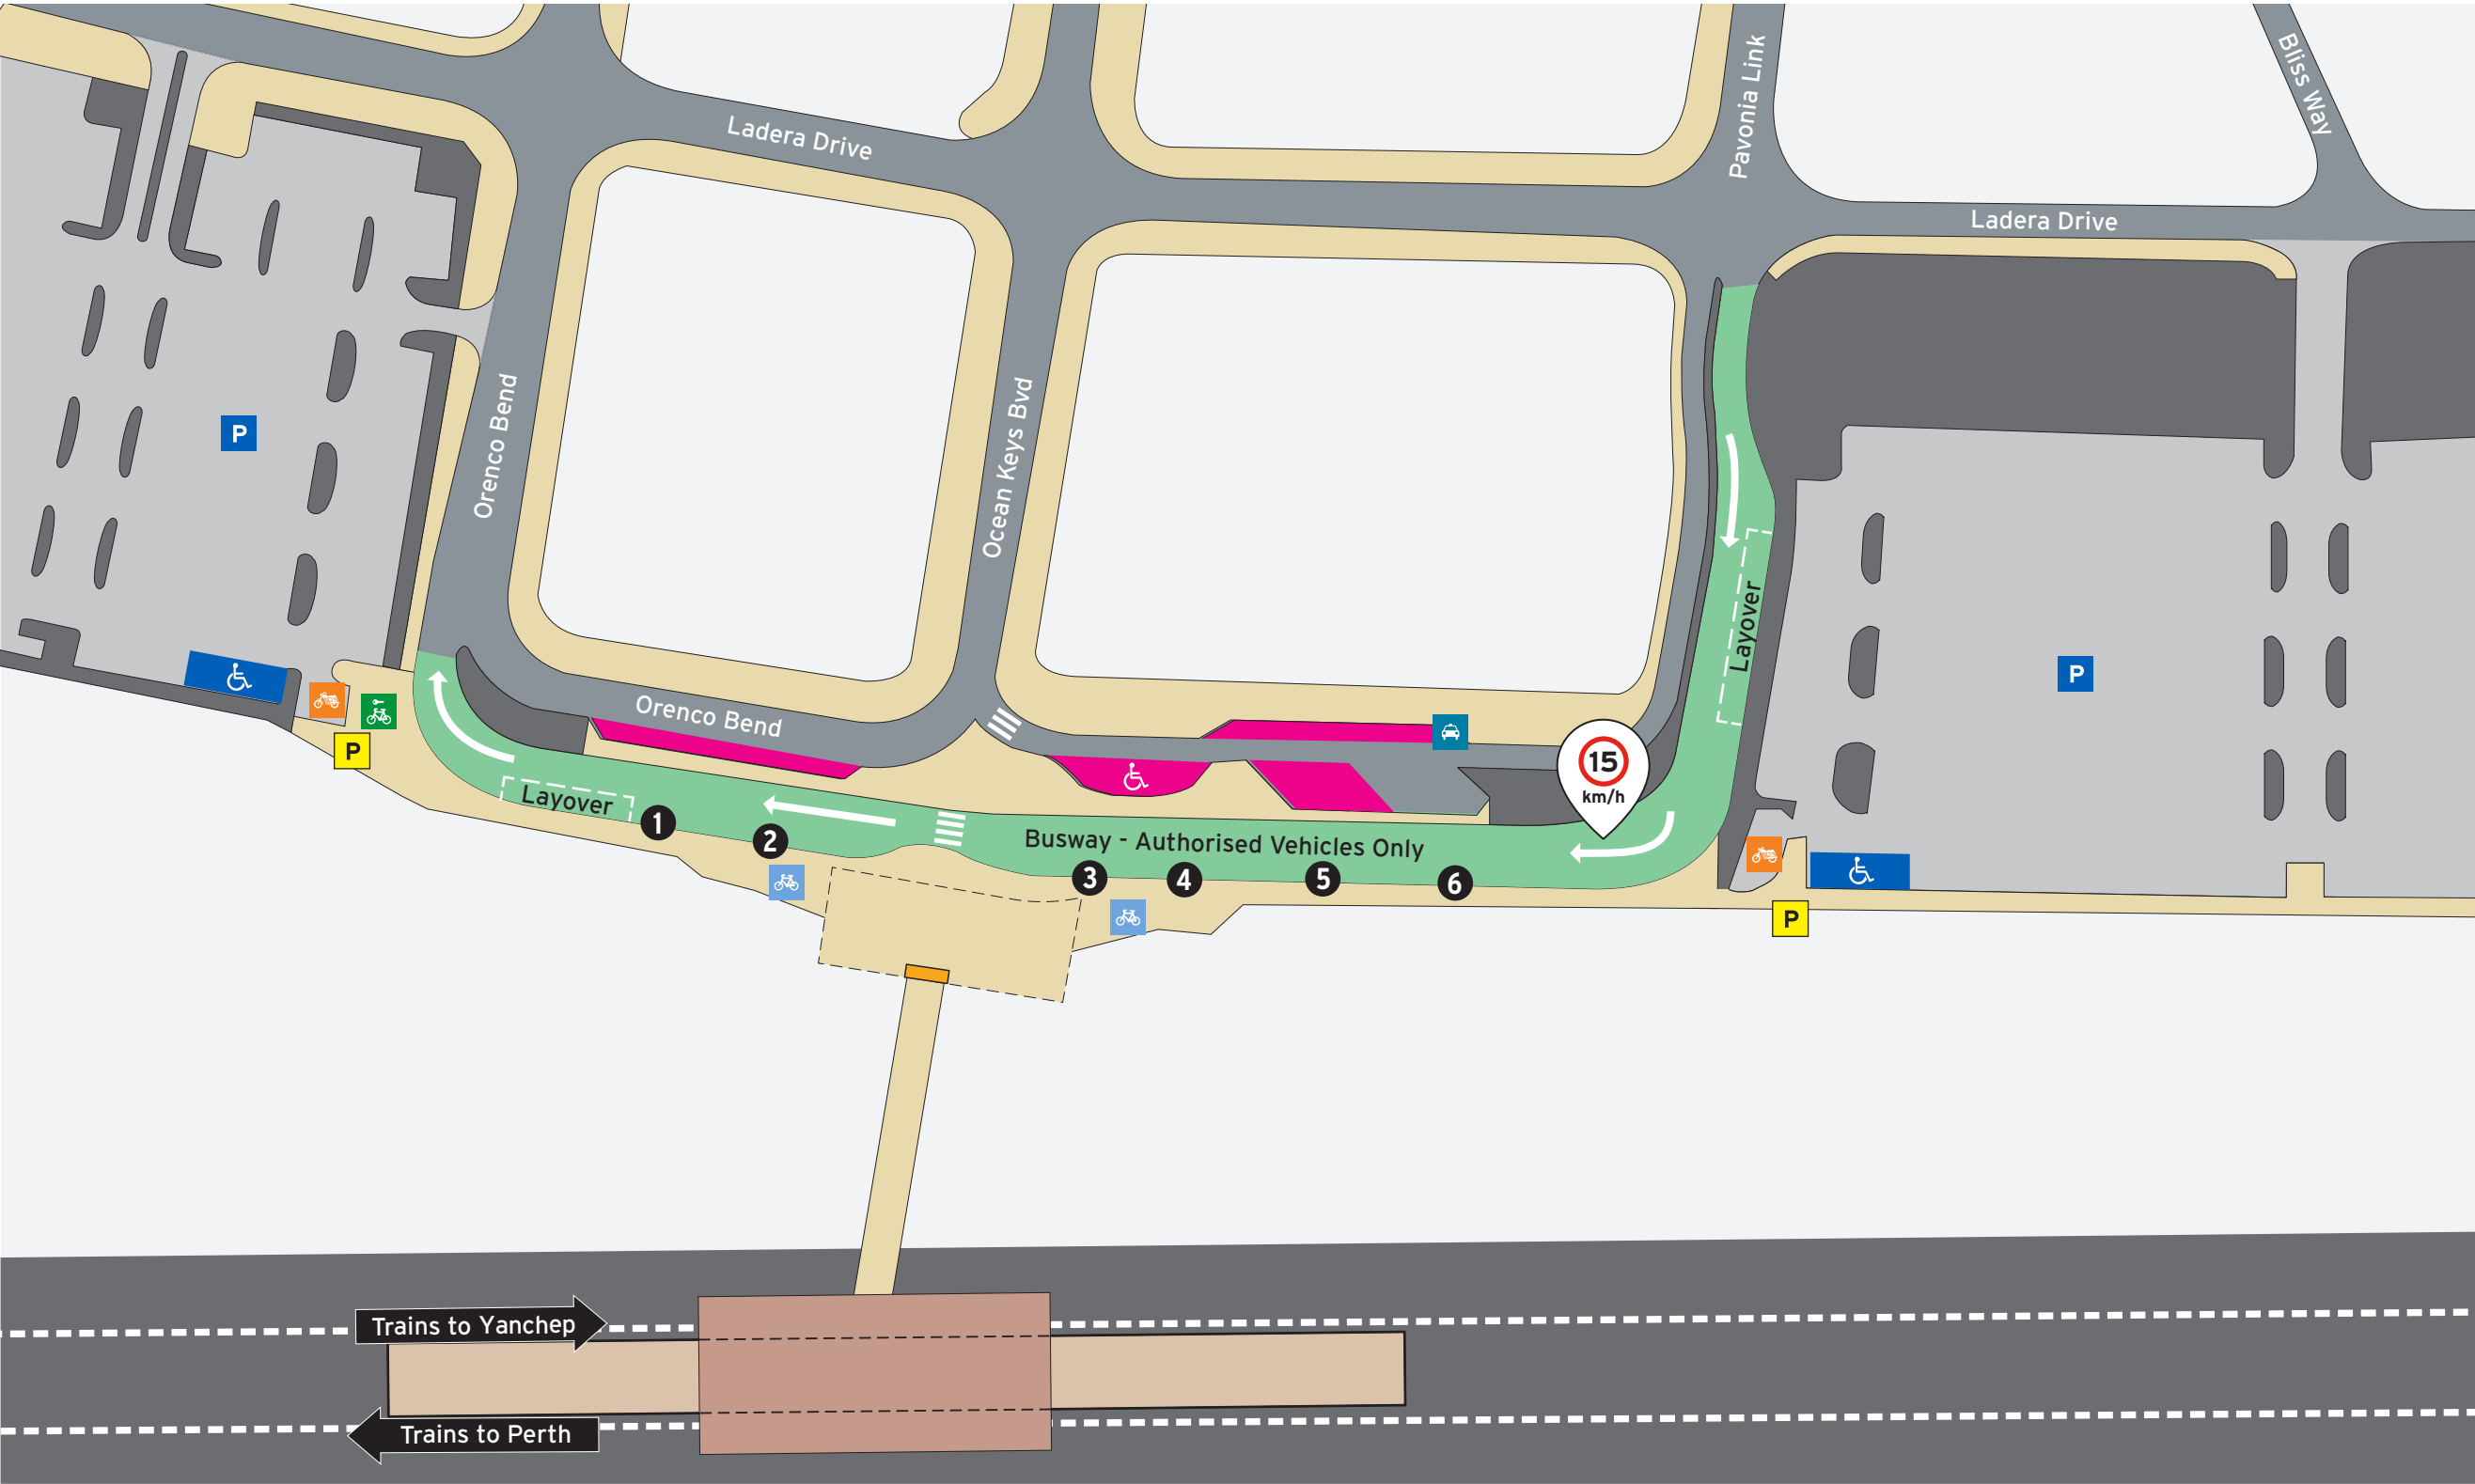 Pavonia Link
Bliss Way
Ladera Drive
Ladera Drive
Orenco Bend
Ocean Keys Bvd
P
Layover
P
Orenco Bend
P
15
km/h
Layover
1
2
Busway - Authorised Vehicles Only
3
4
5
6
P
Trains to Yanchep
Trains to Perth